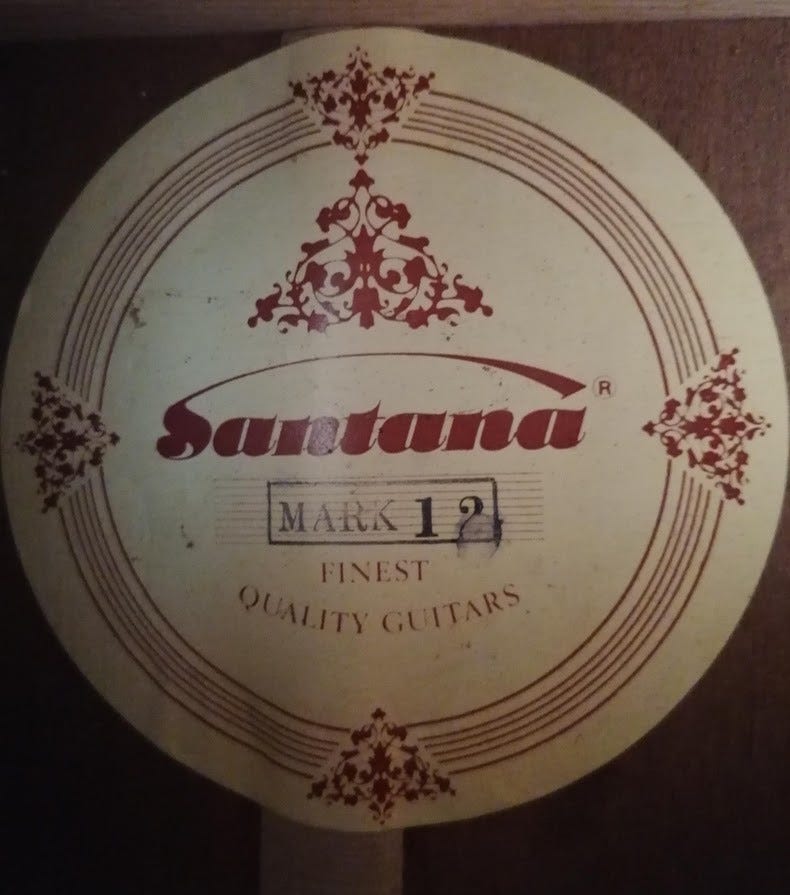 Santana ®
MARK 12
FINEST
QUALITY GUITARS